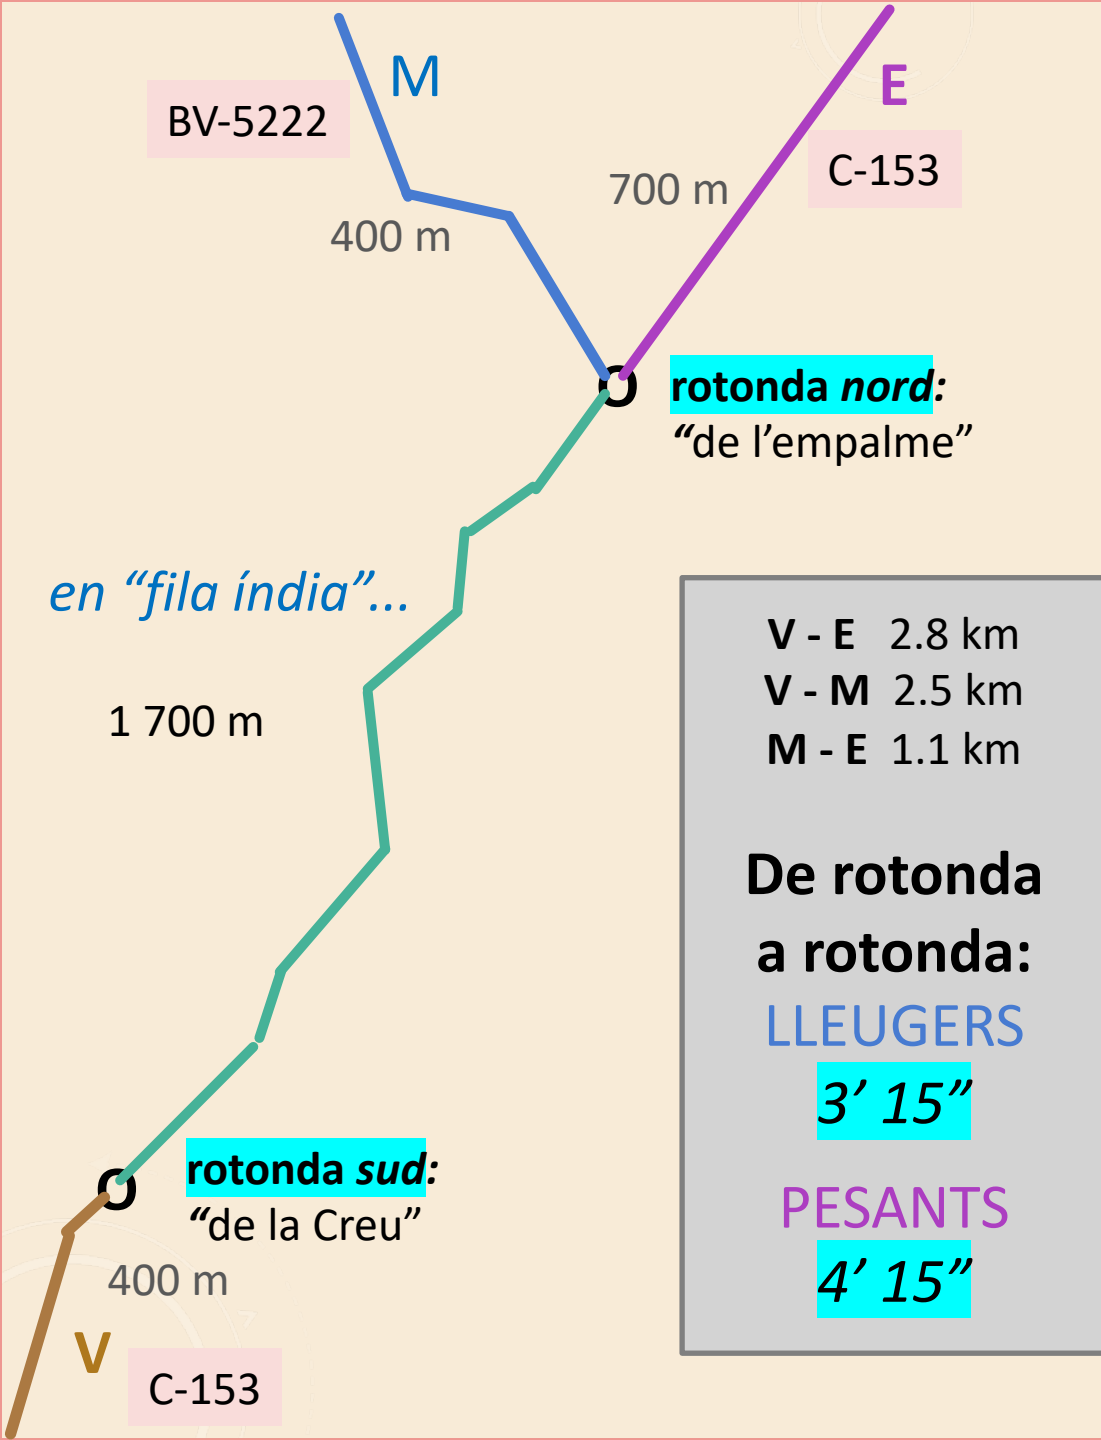 M
E
BV-5222
C-153
700 m
400 m
O
rotonda nord:
“de l’empalme”
en “fila índia”...
V - E 2.8 km
V - M 2.5 km
M - E 1.1 km
1 700 m
De rotonda
a rotonda:
LLEUGERS
3’ 15”
PESANTS
4’ 15”
O
rotonda sud:
“de la Creu”
400 m
V
C-153